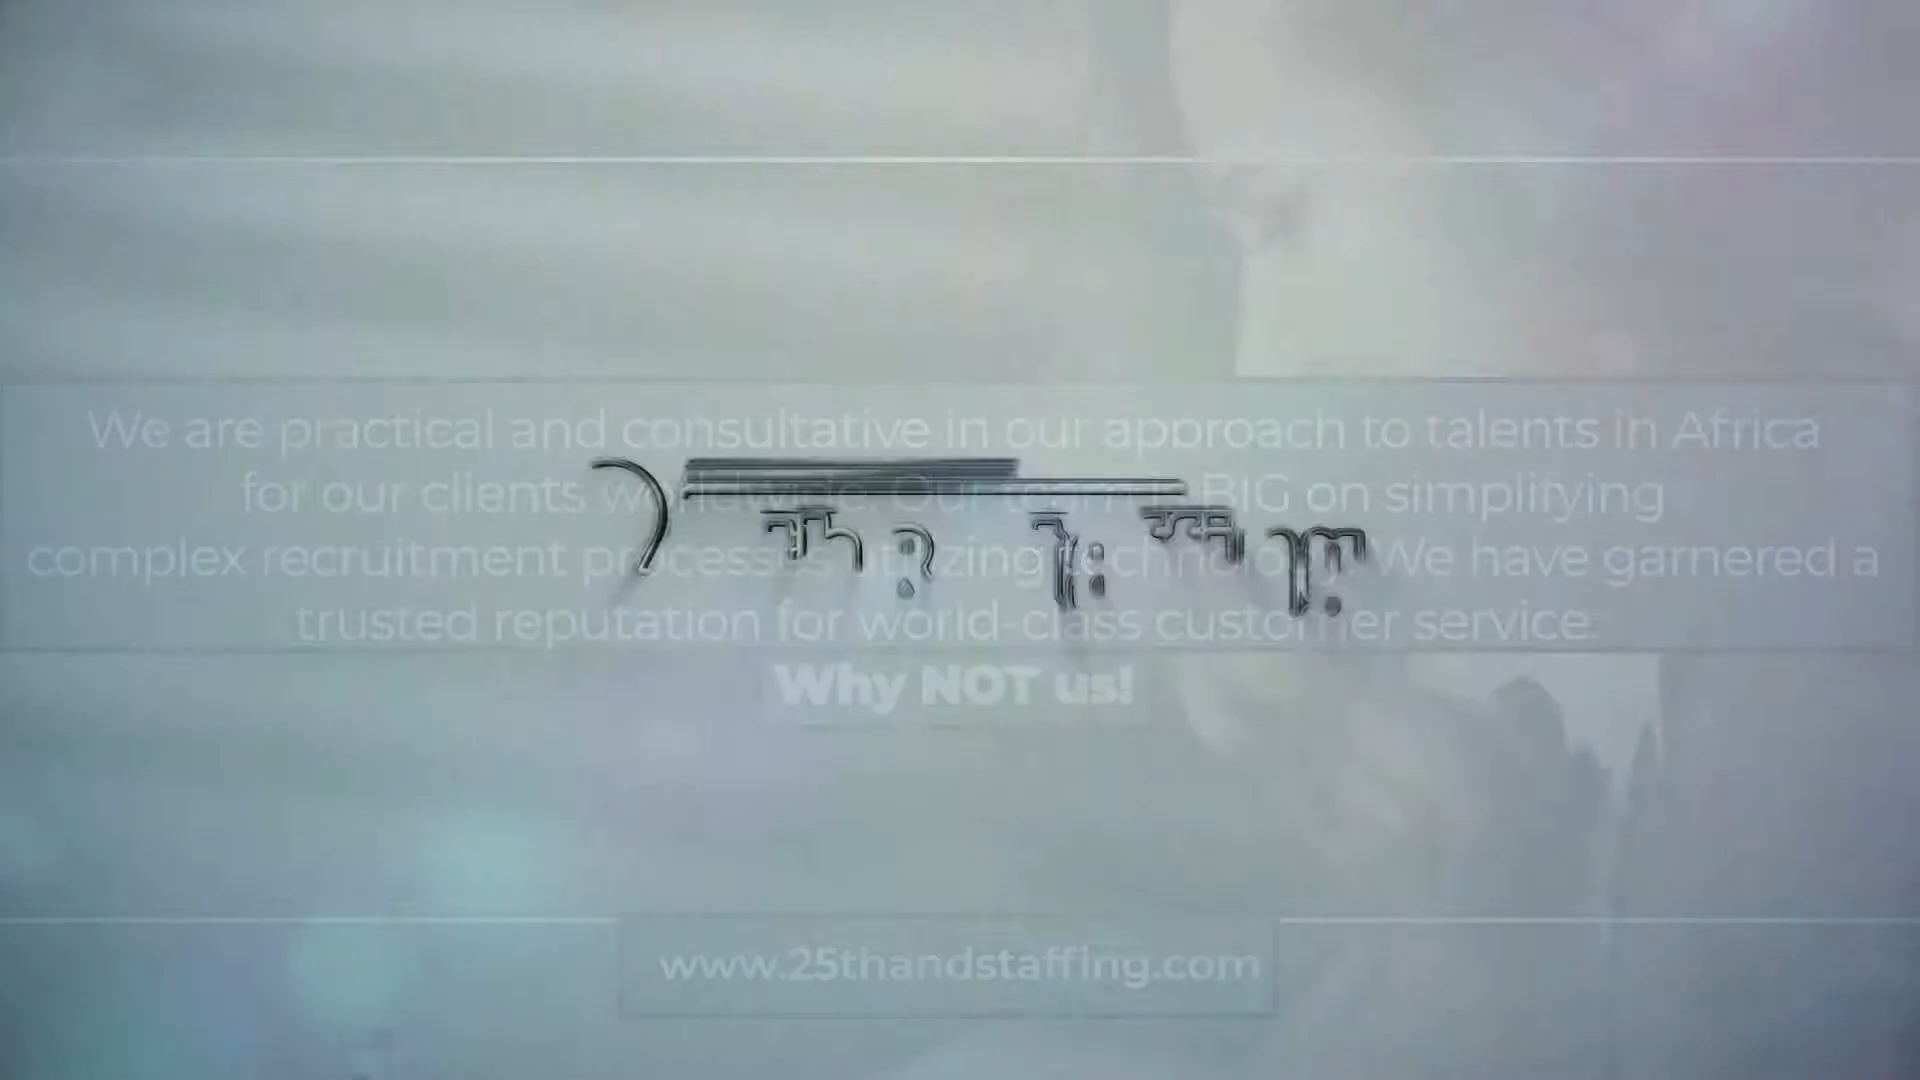 We are practical and consultative in our approach to talents in Africa
for our clients BIG on simplifying
complex recruitment We have garnered a
trusted reputation for world-class customer service.
Why NOT us!
www.25thandstaffing.com